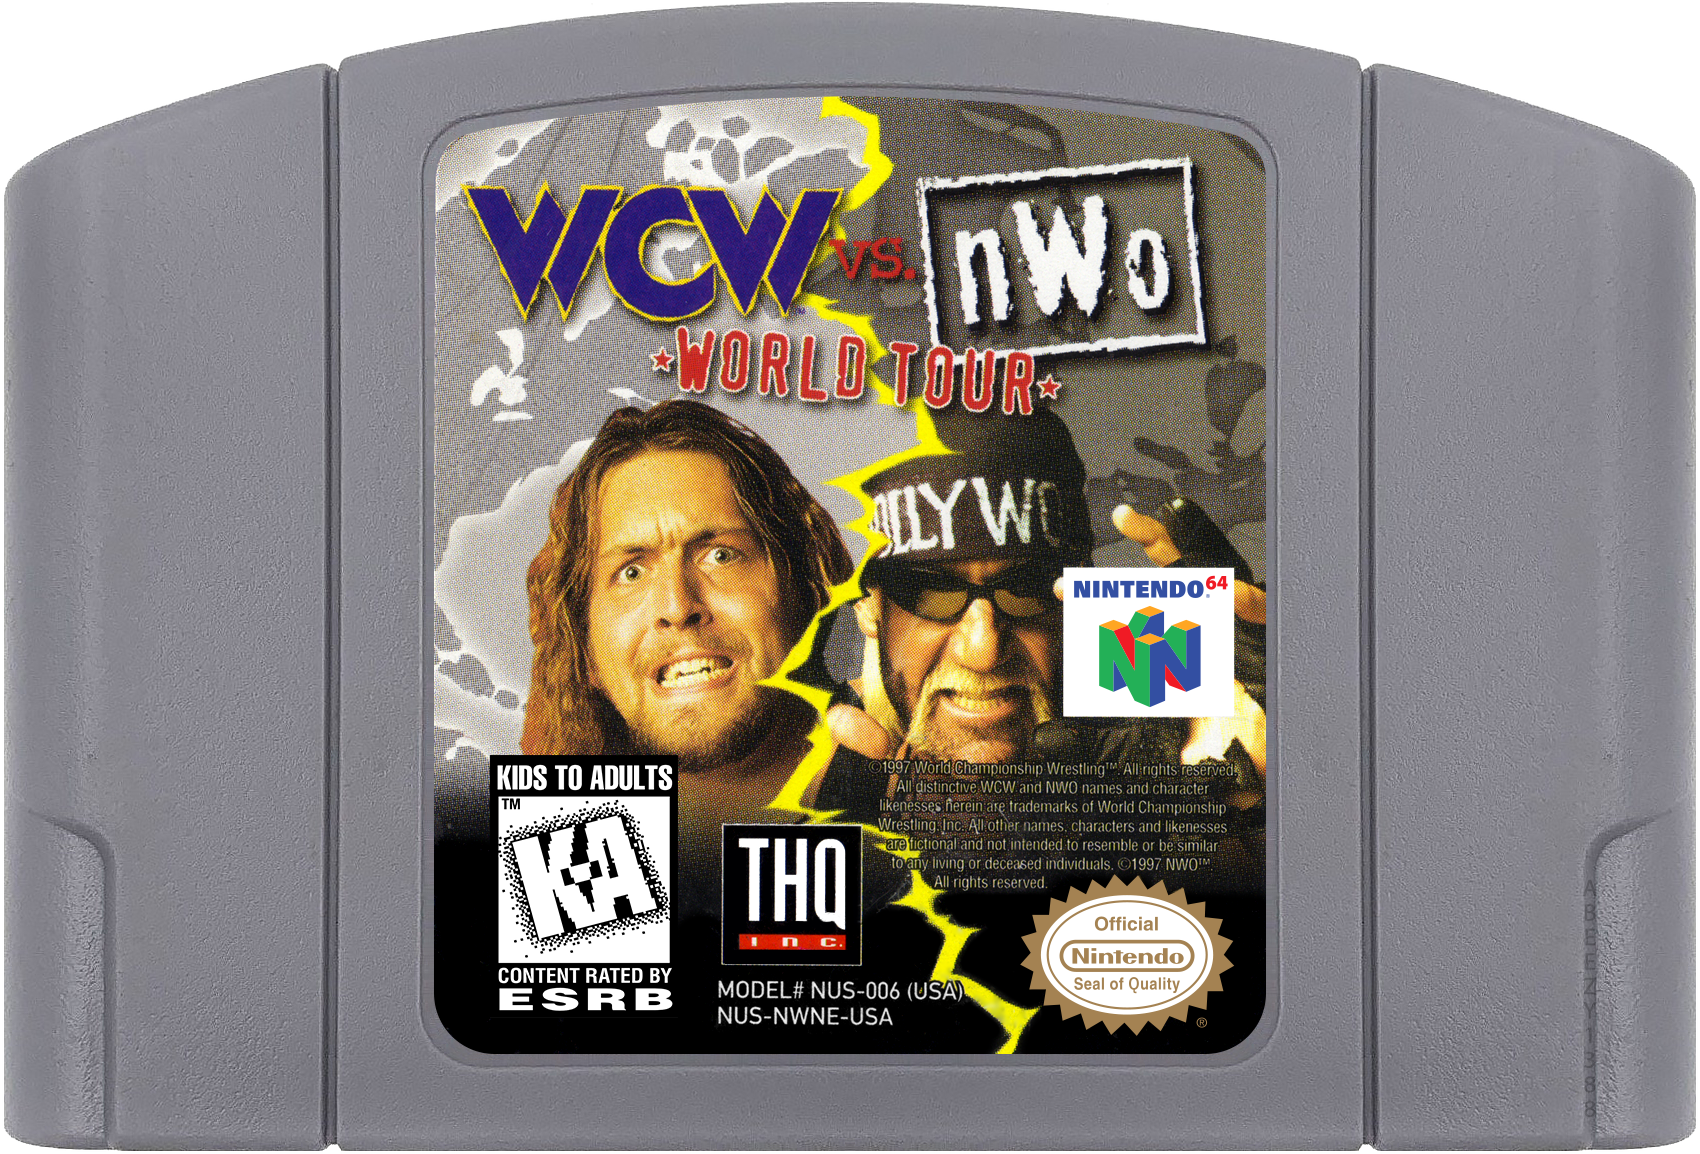 WCW
vs.
nWo
WORLD TOUR
OLLYWO
NINTENDO64
KIDS TO ADULTS
TM
KA
CONTENT RATED BY
ESRB
THQ
inc.
MODEL# NUS-006 (USA)
NUS-NWNE-USA
©1997 World Championship Wrestling™. All rights reserved.
All distinctive WCW and NWO names and character
likenesses herein are trademarks of World Championship
Wrestling, Inc. All other names, characters and likenesses
are fictional and not intended to resemble or be similar
to any living or deceased individuals. ©1997 NWO™.
All rights reserved.
Official
Nintendo
Seal of Quality
®